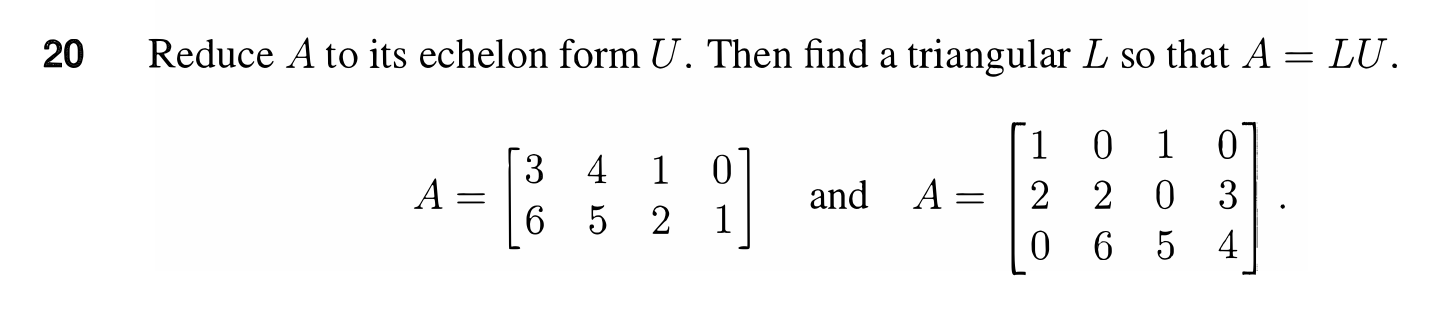 20 Reduce A to its echelon form U. Then find a triangular L so that A = LU.
A = [3 4 1 0; 6 5 2 1] and A = [1 0 1 0; 2 2 0 3; 0 6 5 4].